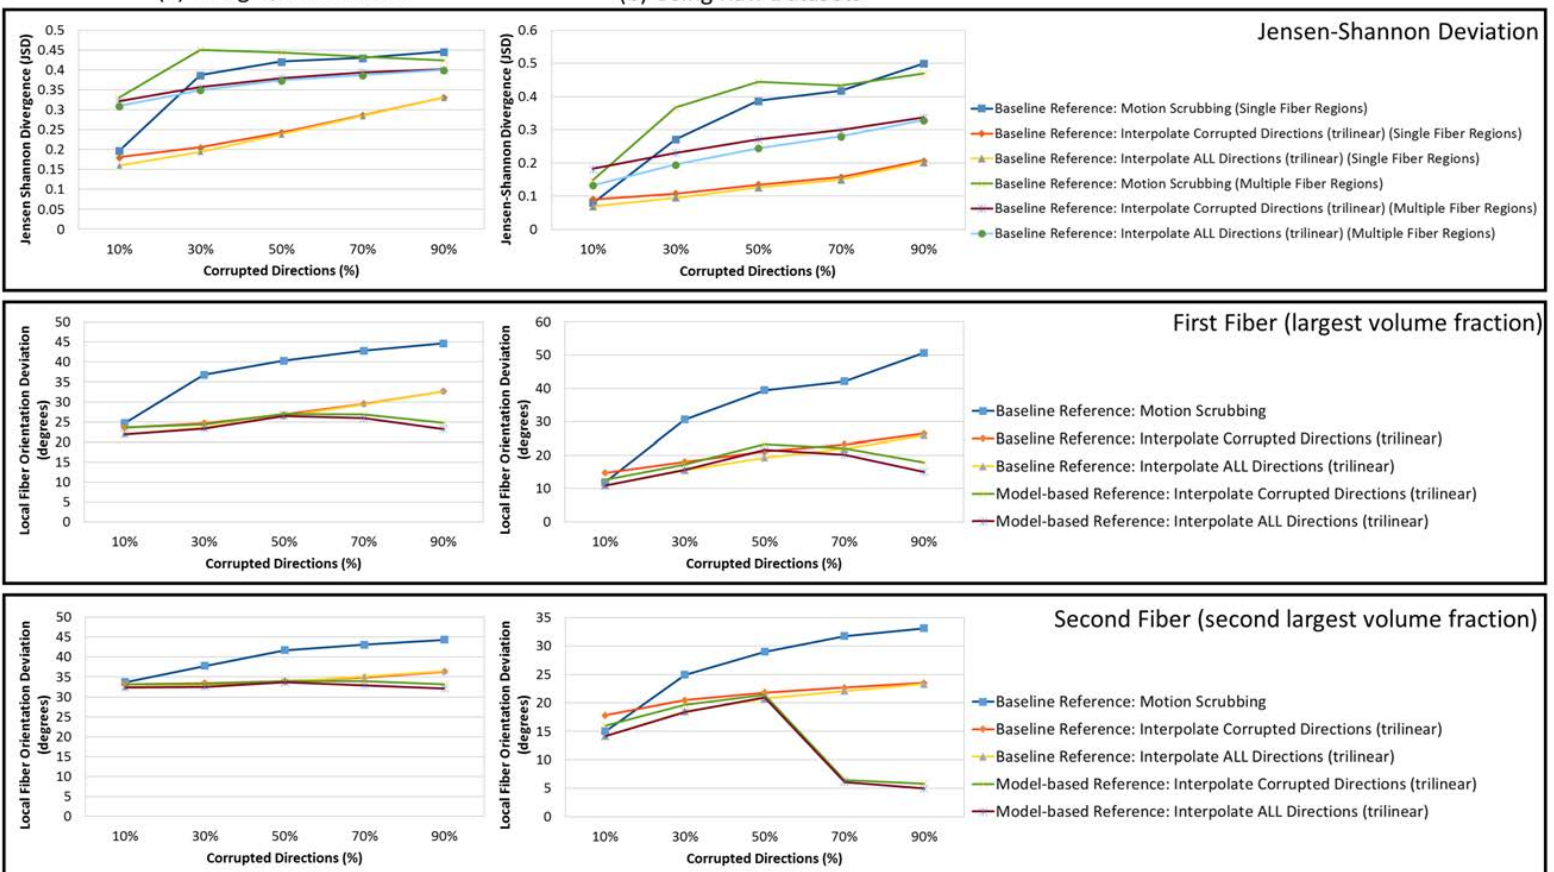 Jensen-Shannon Deviation
Jensen Shannon Divergence (JSD)
0.5
0.45
0.4
0.35
0.3
0.25
0.2
0.15
0.1
0.05
0
10% 30% 50% 70% 90%
Corrupted Directions (%)
Jensen-Shannon Divergence (JSD)
0.6
0.5
0.4
0.3
0.2
0.1
0
10% 30% 50% 70% 90%
Corrupted Directions (%)
Baseline Reference: Motion Scrubbing (Single Fiber Regions)
Baseline Reference: Interpolate Corrupted Directions (trilinear) (Single Fiber Regions)
Baseline Reference: Interpolate ALL Directions (trilinear) (Single Fiber Regions)
Baseline Reference: Motion Scrubbing (Multiple Fiber Regions)
Baseline Reference: Interpolate Corrupted Directions (trilinear) (Multiple Fiber Regions)
Baseline Reference: Interpolate ALL Directions (trilinear) (Multiple Fiber Regions)
First Fiber (largest volume fraction)
Local Fiber Orientation Deviation
(degrees)
50
45
40
35
30
25
20
15
10
5
0
10% 30% 50% 70% 90%
Corrupted Directions (%)
Local Fiber Orientation Deviation
(degrees)
60
50
40
30
20
10
0
10% 30% 50% 70% 90%
Corrupted Directions (%)
Baseline Reference: Motion Scrubbing
Baseline Reference: Interpolate Corrupted Directions (trilinear)
Baseline Reference: Interpolate ALL Directions (trilinear)
Model-based Reference: Interpolate Corrupted Directions (trilinear)
Model-based Reference: Interpolate ALL Directions (trilinear)
Second Fiber (second largest volume fraction)
Local Fiber Orientation Deviation
(degrees)
50
45
40
35
30
25
20
15
10
5
0
10% 30% 50% 70% 90%
Corrupted Directions (%)
Local Fiber Orientation Deviation
(degrees)
35
30
25
20
15
10
5
0
10% 30% 50% 70% 90%
Corrupted Directions (%)
Baseline Reference: Motion Scrubbing
Baseline Reference: Interpolate Corrupted Directions (trilinear)
Baseline Reference: Interpolate ALL Directions (trilinear)
Model-based Reference: Interpolate Corrupted Directions (trilinear)
Model-based Reference: Interpolate ALL Directions (trilinear)